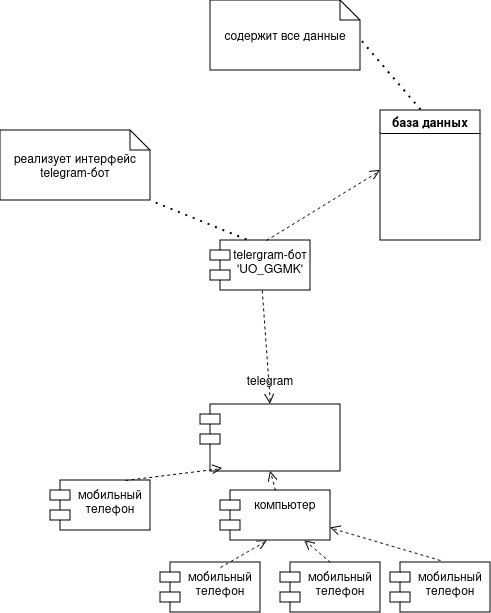 содержит все данные
база данных
реализует интерфейс
telegram-бот
telergram-бот
'UO_GGMK'
telegram
мобильный
телефон
компьютер
мобильный
телефон
мобильный
телефон
мобильный
телефон